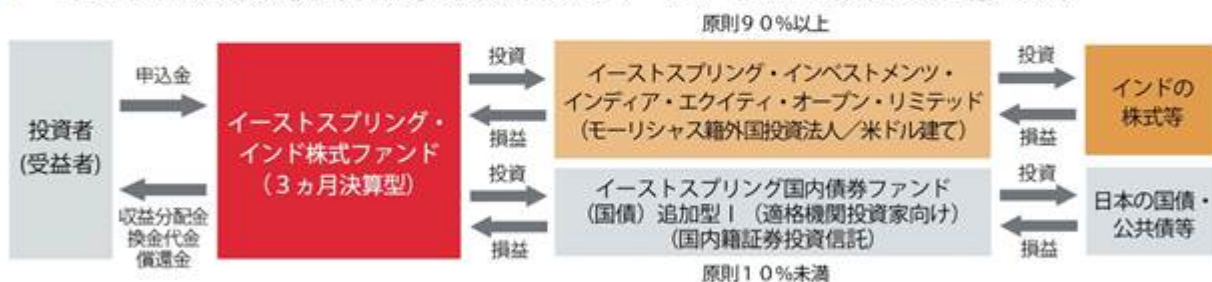 原則90%以上
投資者
(受益者)
申込金
収益分配金
換金代金
償還金
イーストスプリング・
インド株式ファンド
(3ヵ月決算型)
投資
損益
イーストスプリング・インベストメンツ・
インディア・エクイティ・オープン・リミテッド
(モーリシャス籍外国投資法人/米ドル建て)
投資
損益
インドの
株式等
投資
損益
イーストスプリング国内債券ファンド
(国債)追加型Ⅰ(適格機関投資家向け)
(国内籍証券投資信託)
投資
損益
日本の国債・
公共債等
原則10%未満